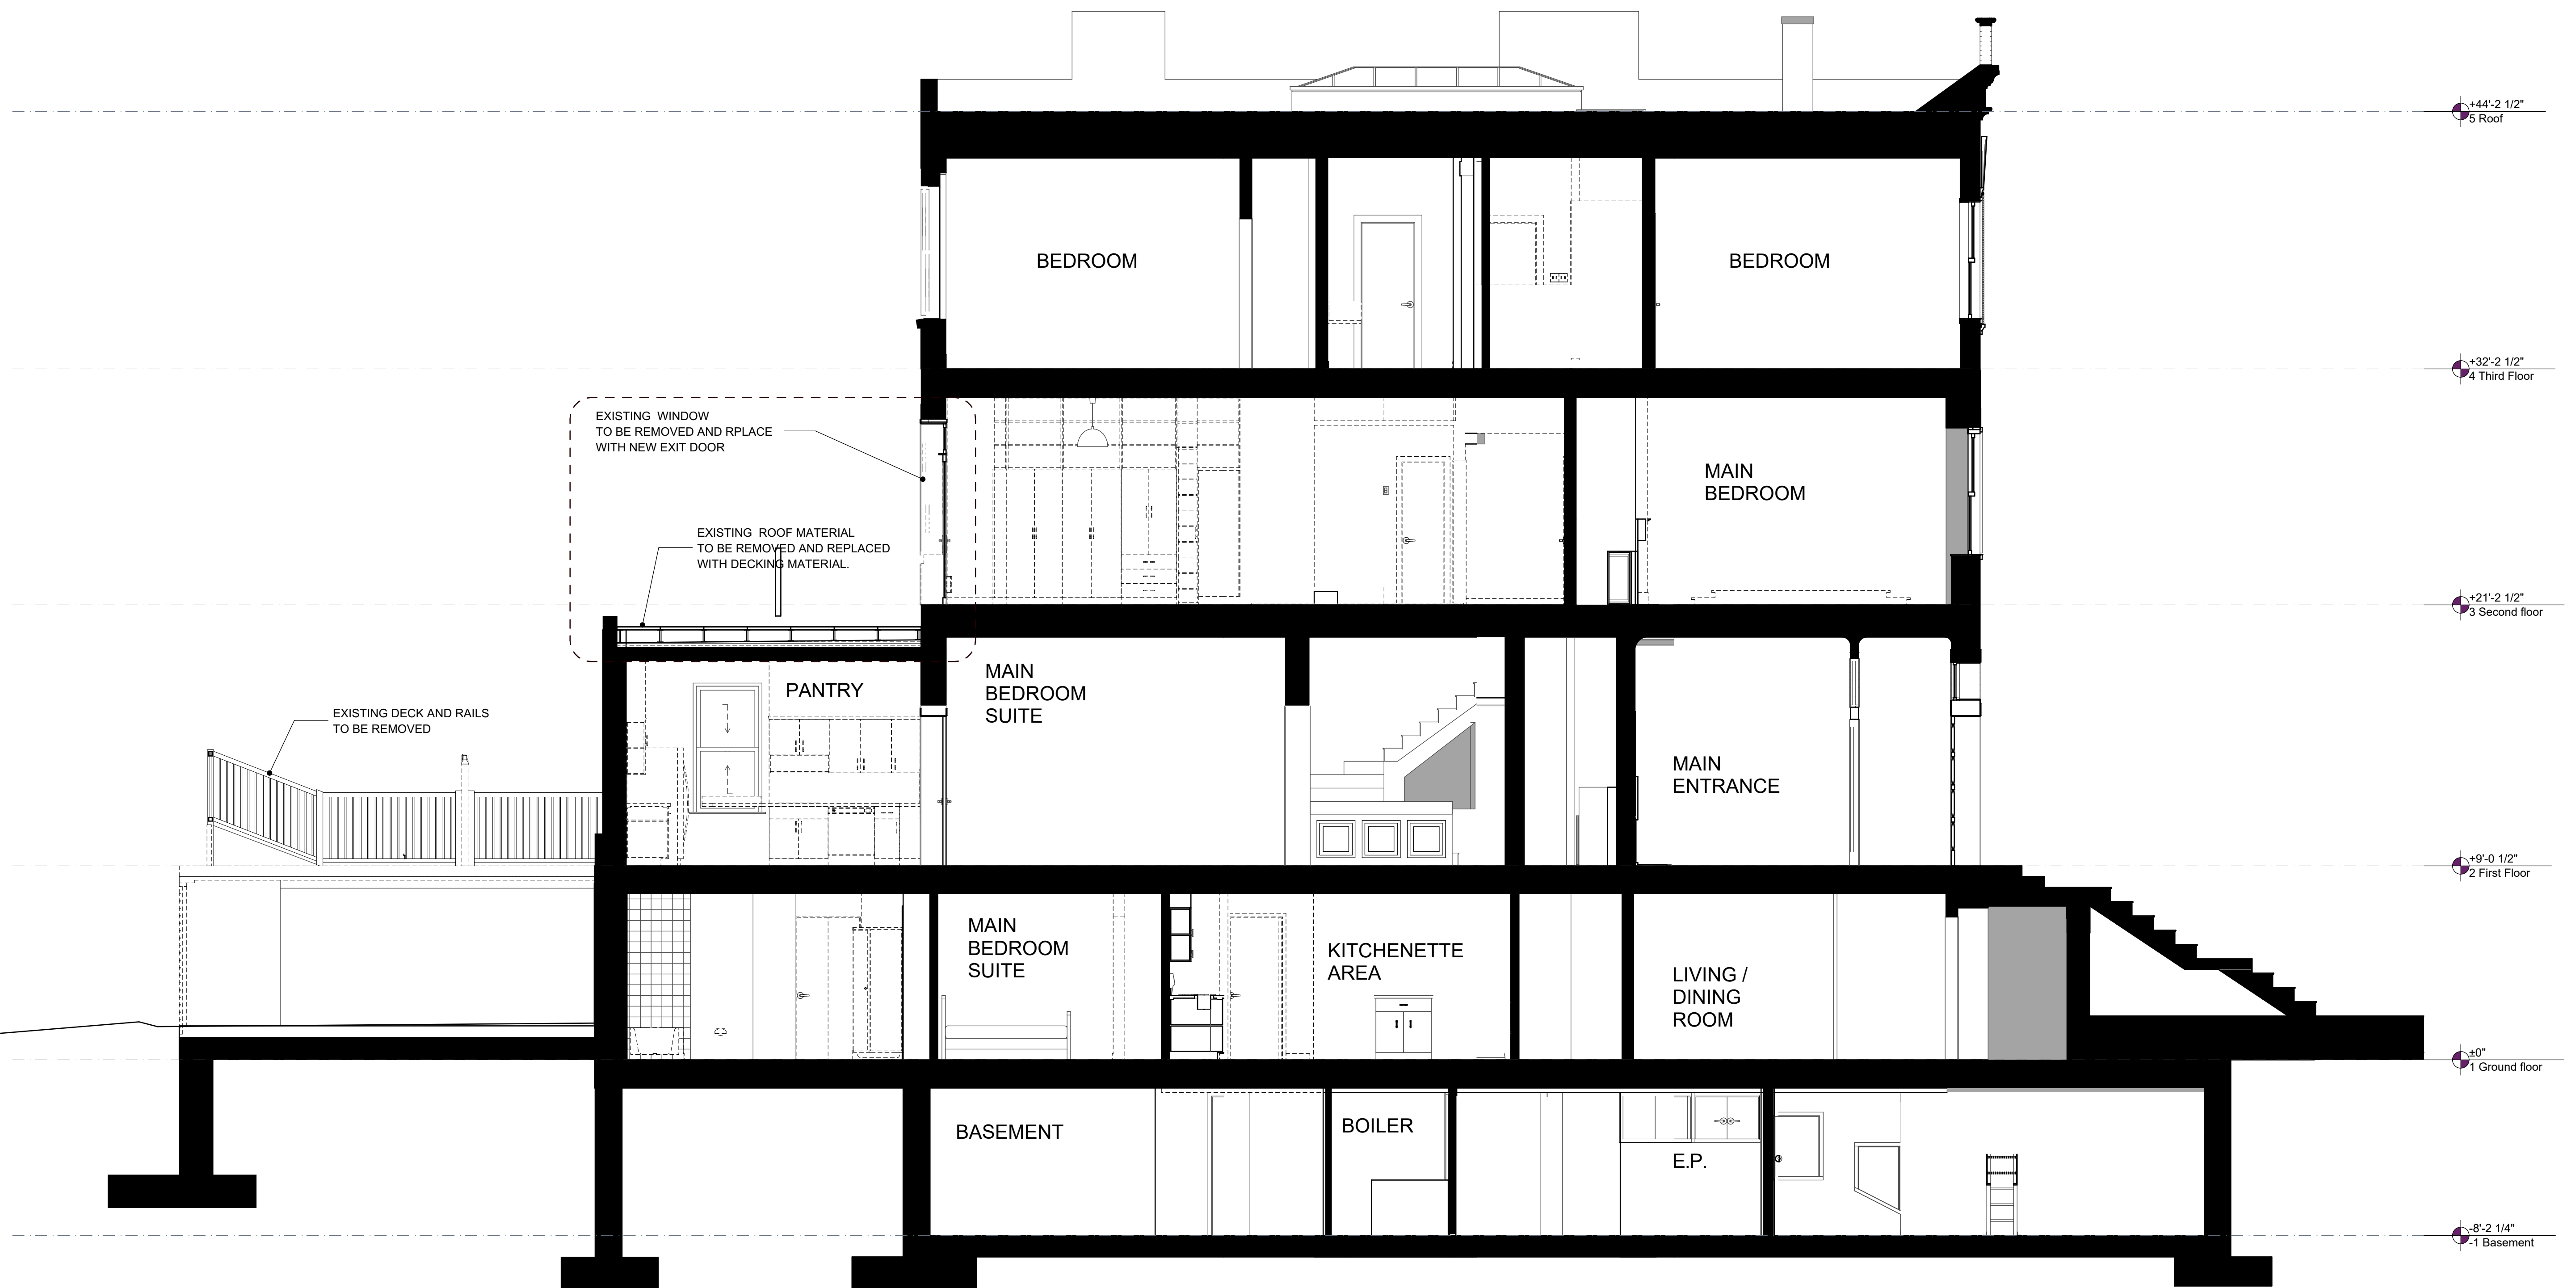 +44'-2 1/2"
5 Roof
BEDROOM
BEDROOM
+32'-2 1/2"
4 Third Floor
EXISTING WINDOW
TO BE REMOVED AND RPLACE
WITH NEW EXIT DOOR
MAIN
BEDROOM
EXISTING ROOF MATERIAL
TO BE REMOVED AND REPLACED
WITH DECKING MATERIAL.
+21'-2 1/2"
3 Second floor
PANTRY
MAIN
BEDROOM
SUITE
EXISTING DECK AND RAILS
TO BE REMOVED
MAIN
ENTRANCE
+9'-0 1/2"
2 First Floor
MAIN
BEDROOM
SUITE
KITCHENETTE
AREA
LIVING /
DINING
ROOM
±0"
1 Ground floor
BASEMENT
BOILER
E.P.
-8'-2 1/4"
-1 Basement